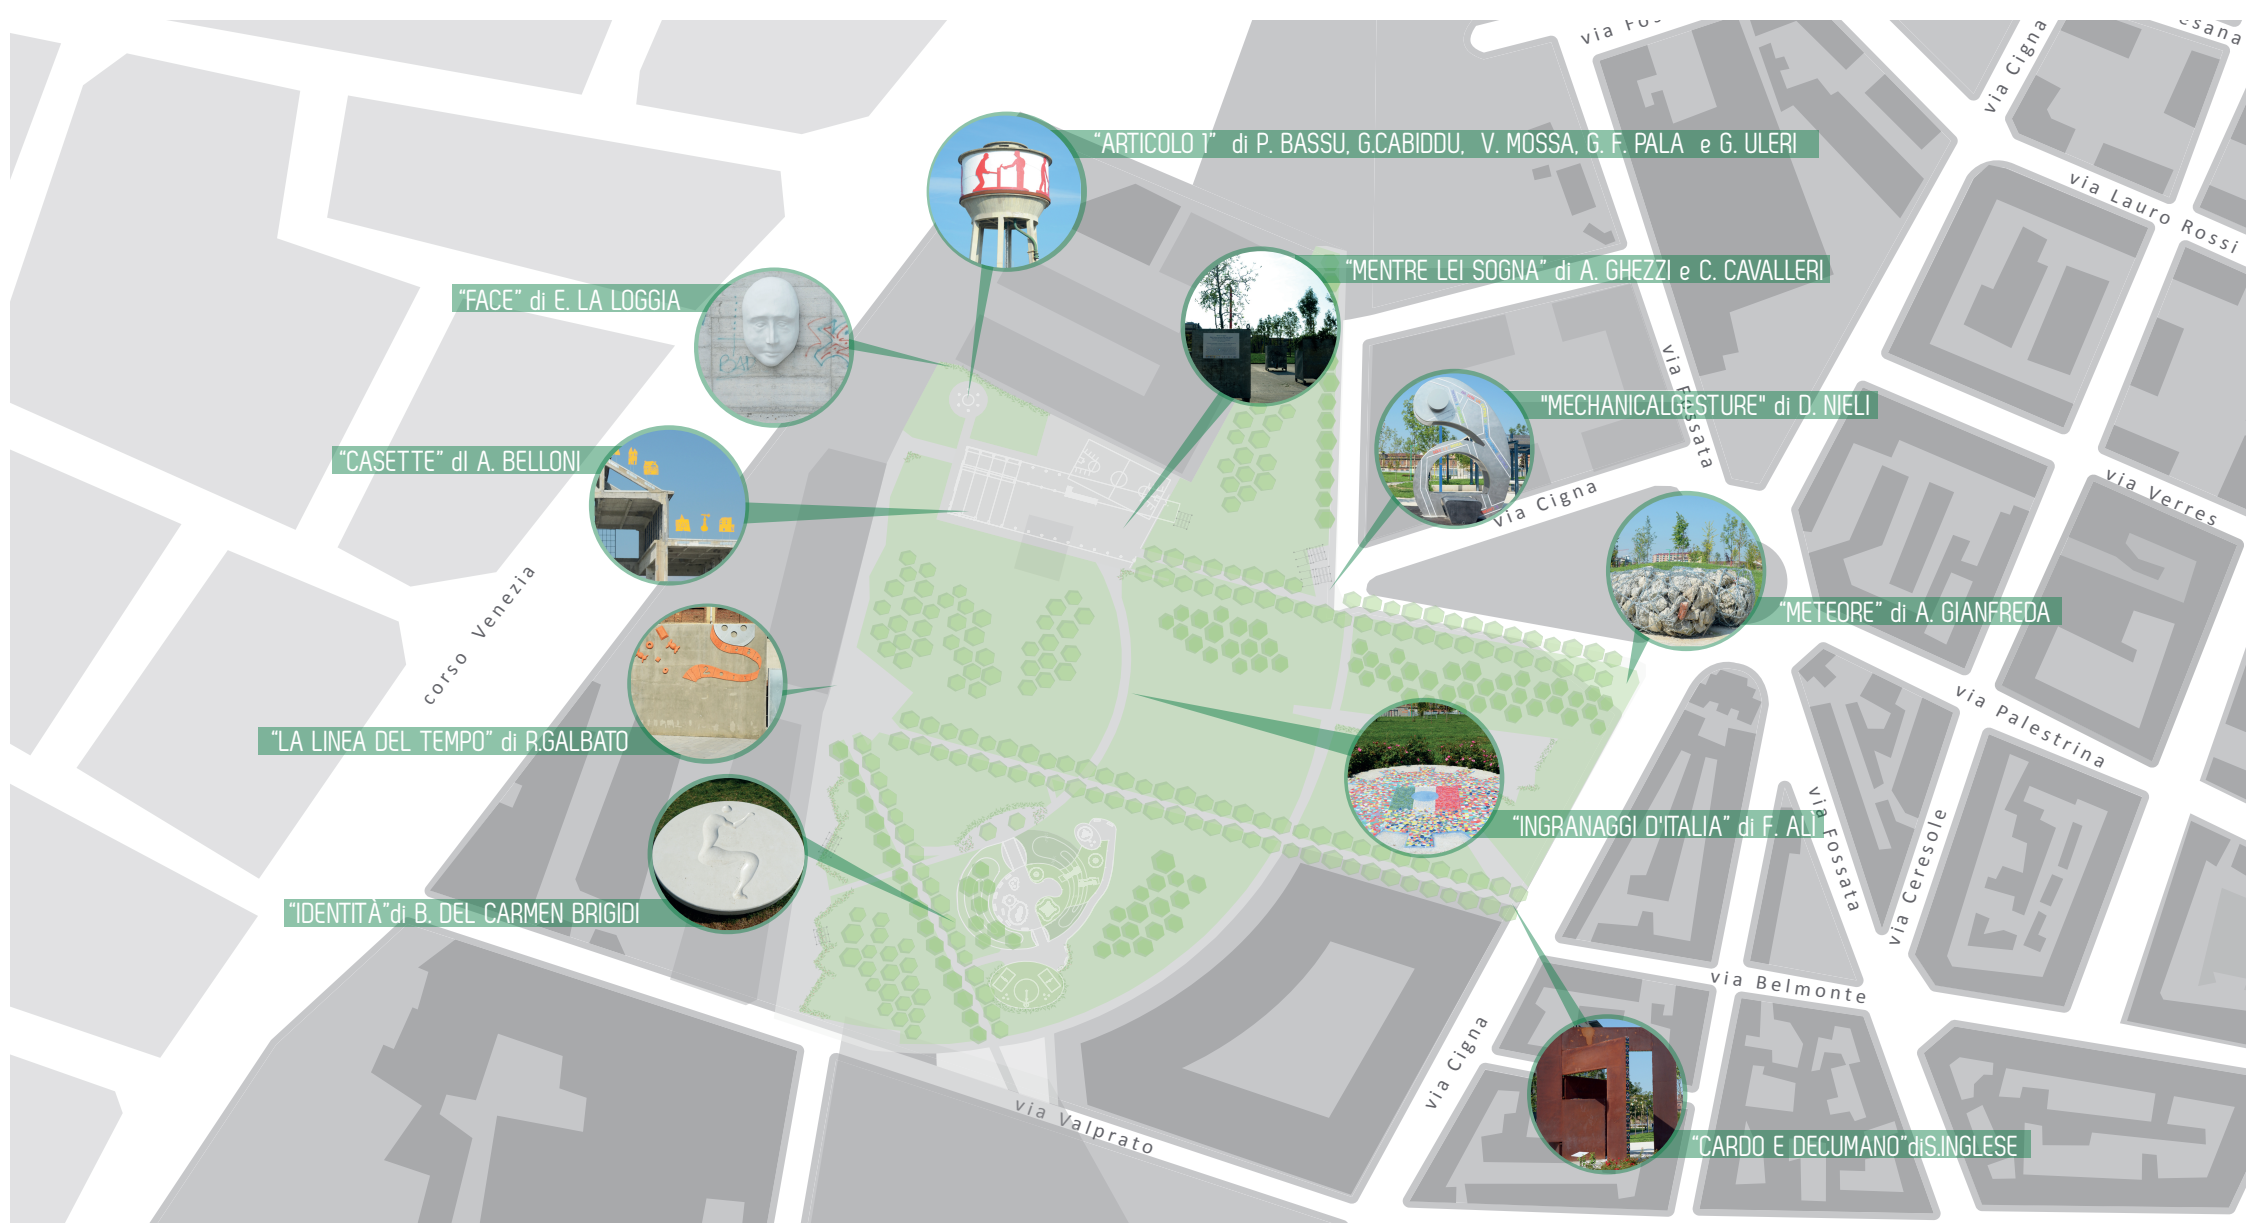 via Cigna
via Lauro Rossi
"ARTICOLO 1" di P. BASSU, G.CABIDDU, V. MOSSA, G. F. PALA e G. ULERI
"MENTRE LEI SOGNA" di A. GHEZZI e C. CAVALLERI
"FACE" di E. LA LOGGIA
via Fossata
"MECHANICALGESTURE" di D. NIELI
"CASETTE" dI A. BELLONI
via Cigna
via Verres
corso Venezia
"METEORE" di A. GIANFREDA
via Palestrina
"LA LINEA DEL TEMPO" di R.GALBATO
"INGRANAGGI D'ITALIA" di F. ALÌ
via Fossata
via Ceresole
"IDENTITÀ"di B. DEL CARMEN BRIGIDI
via Belmonte
via Cigna
via Valprato
"CARDO E DECUMANO"diS.INGLESE